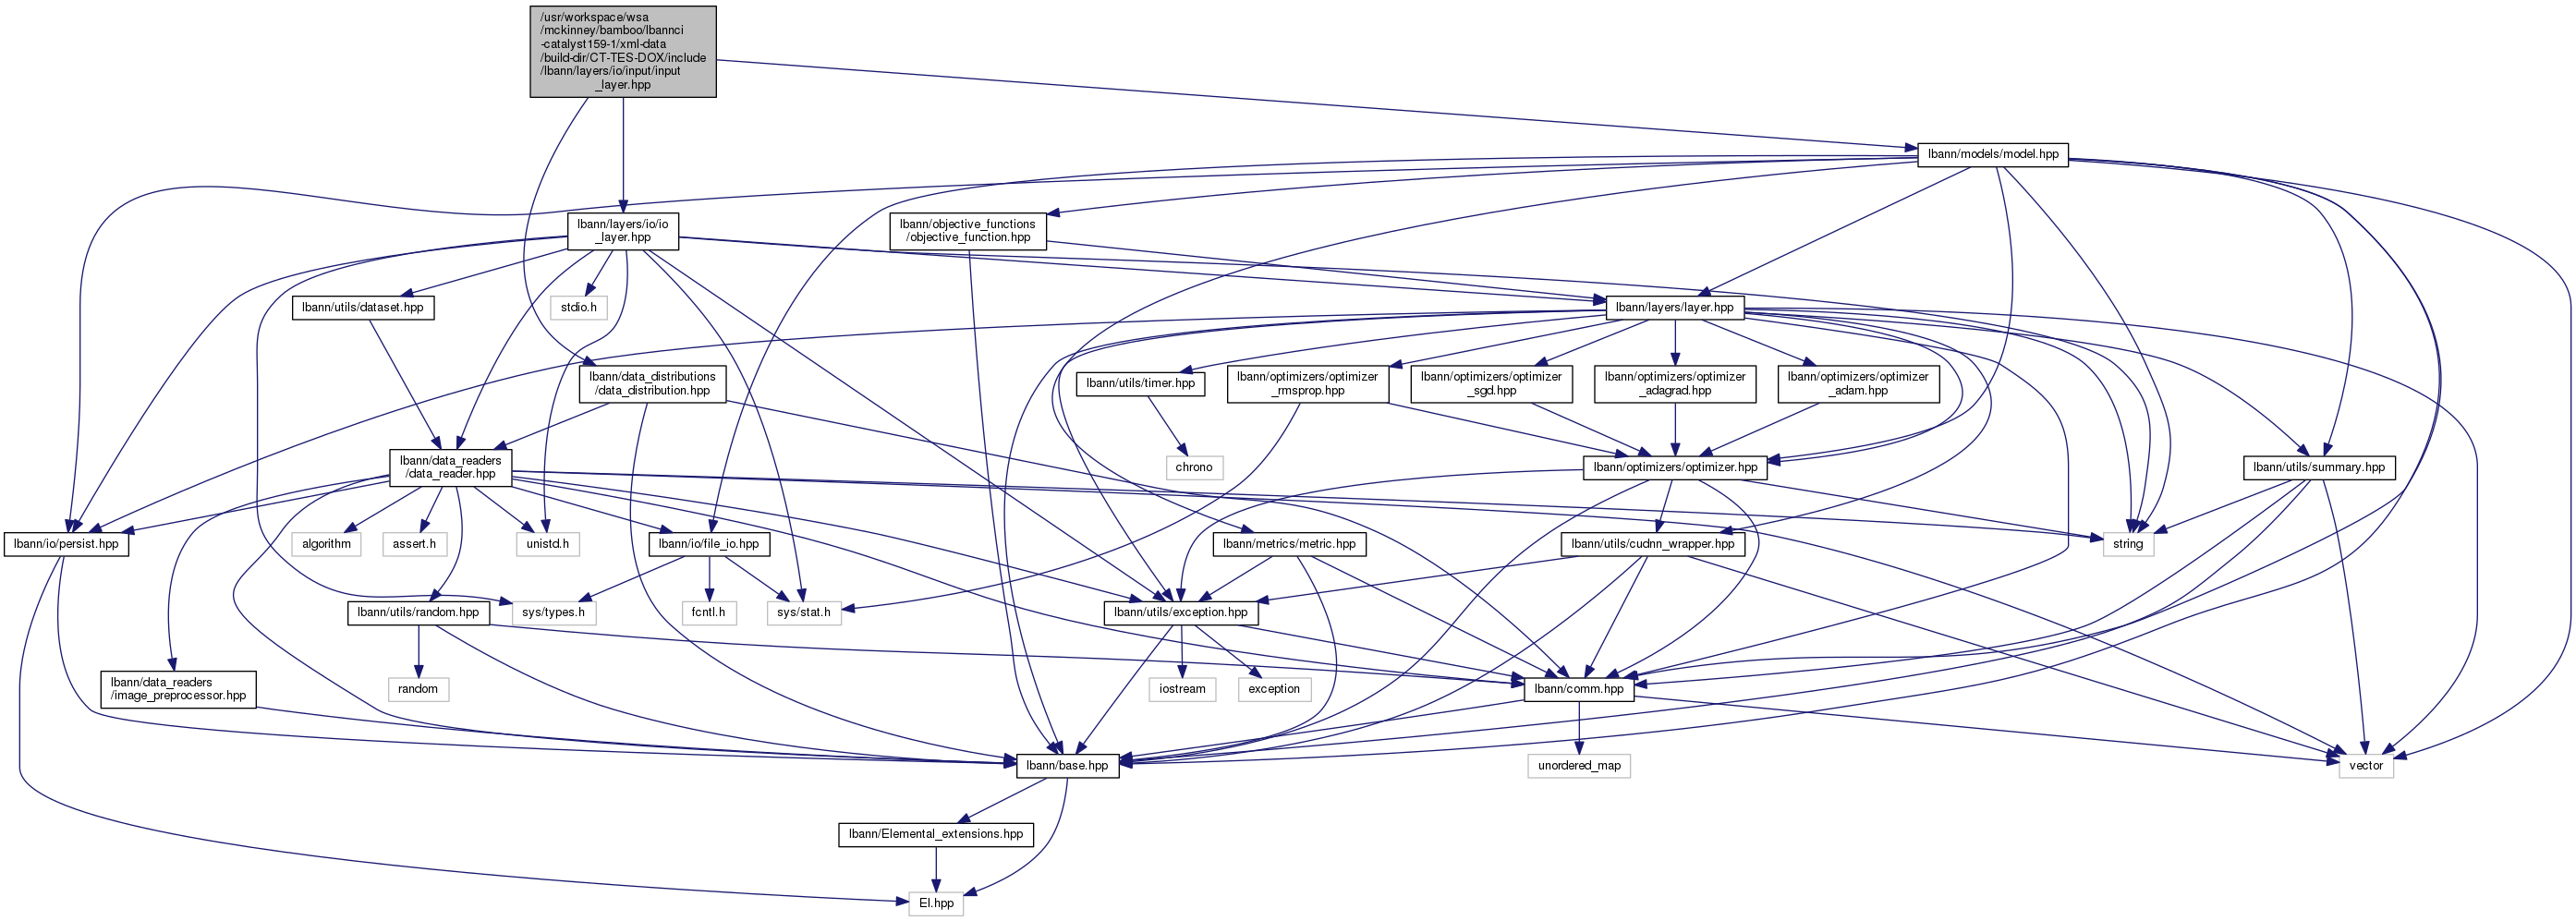 /usr/workspace/wsa
/mckinney/bamboo/lbannci
-catalyst159-1/xml-data
/build-dir/CT-TES-DOX/include
/lbann/layers/io/input/input
_layer.hpp
lbann/models/model.hpp
lbann/layers/io/io
_layer.hpp
lbann/objective_functions
/objective_function.hpp
lbann/utils/dataset.hpp
stdio.h
lbann/layers/layer.hpp
lbann/data_distributions
/data_distribution.hpp
lbann/utils/timer.hpp
lbann/optimizers/optimizer
_rmsprop.hpp
lbann/optimizers/optimizer
_sgd.hpp
lbann/optimizers/optimizer
_adagrad.hpp
lbann/optimizers/optimizer
_adam.hpp
lbann/data_readers
/data_reader.hpp
chrono
lbann/optimizers/optimizer.hpp
lbann/utils/summary.hpp
lbann/io/persist.hpp
algorithm
assert.h
unistd.h
lbann/io/file_io.hpp
lbann/metrics/metric.hpp
lbann/utils/cudnn_wrapper.hpp
string
lbann/utils/random.hpp
sys/types.h
fcntl.h
sys/stat.h
lbann/utils/exception.hpp
lbann/data_readers
/image_preprocessor.hpp
random
iostream
exception
lbann/comm.hpp
lbann/base.hpp
unordered_map
vector
lbann/Elemental_extensions.hpp
El.hpp